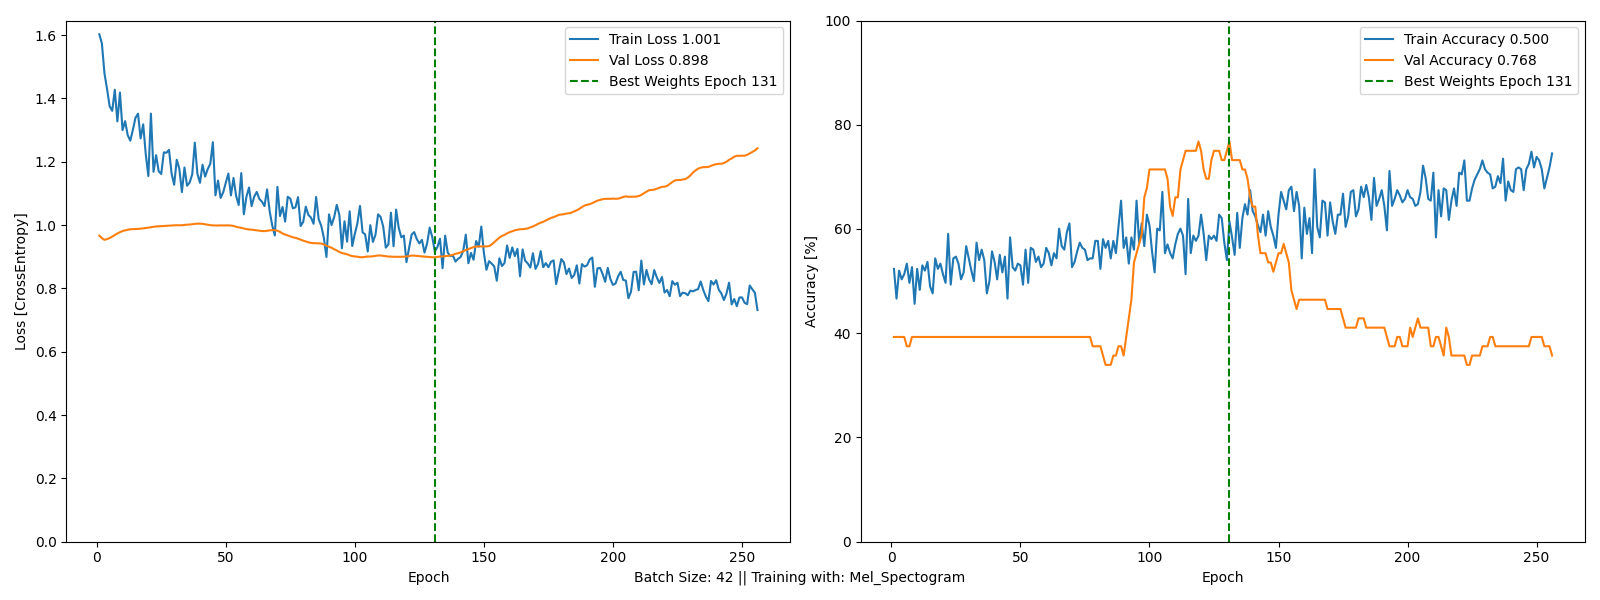 Train Loss 1.001
Val Loss 0.898
Best Weights Epoch 131
Loss [CrossEntropy]
1.6
1.4
1.2
1.0
0.8
0.6
0.4
0.2
0.0
0 50 100 150 200 250
Epoch
Train Accuracy 0.500
Val Accuracy 0.768
Best Weights Epoch 131
Accuracy [%]
100
80
60
40
20
0
0 50 100 150 200 250
Epoch
Batch Size: 42 || Training with: Mel_Spectogram